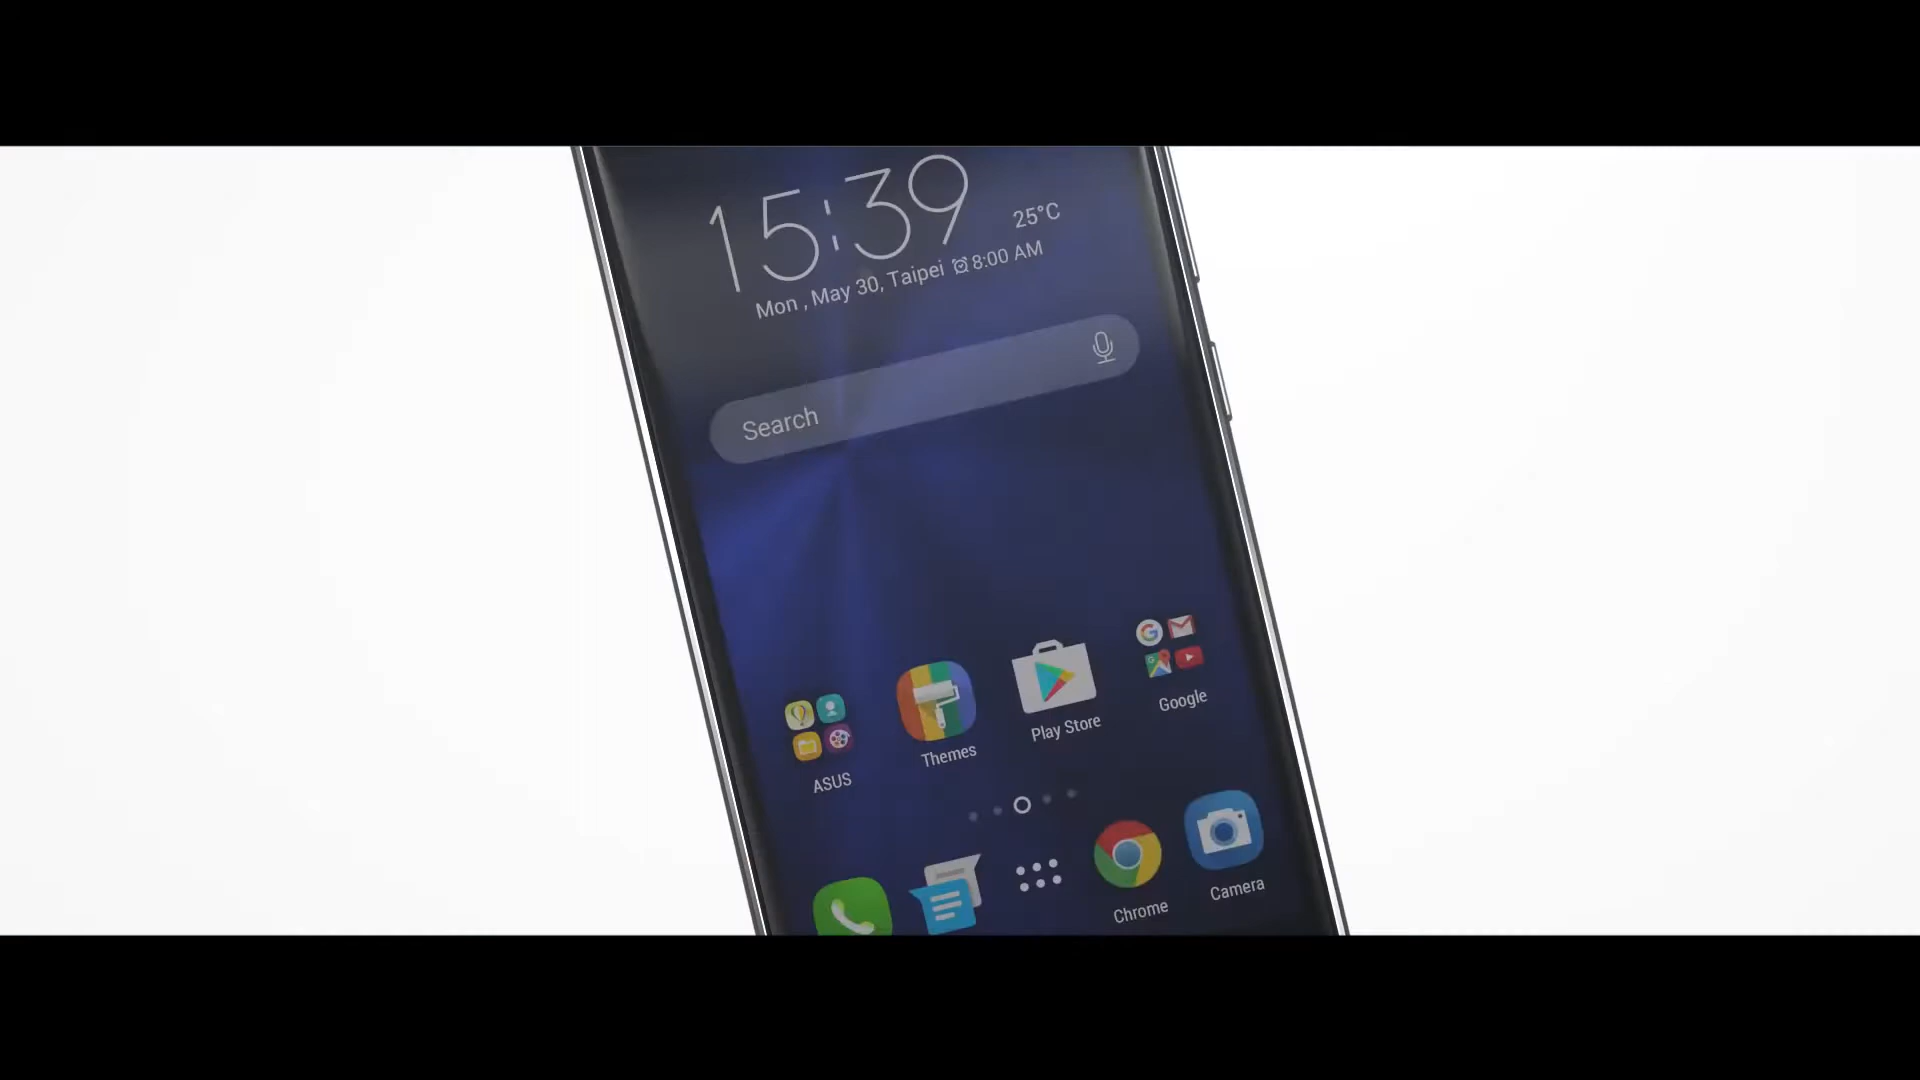 15:39
25°C
Mon , May 30, Taipei 8:00 AM
Search
ASUS
Themes
Play Store
Google
Chrome
Camera